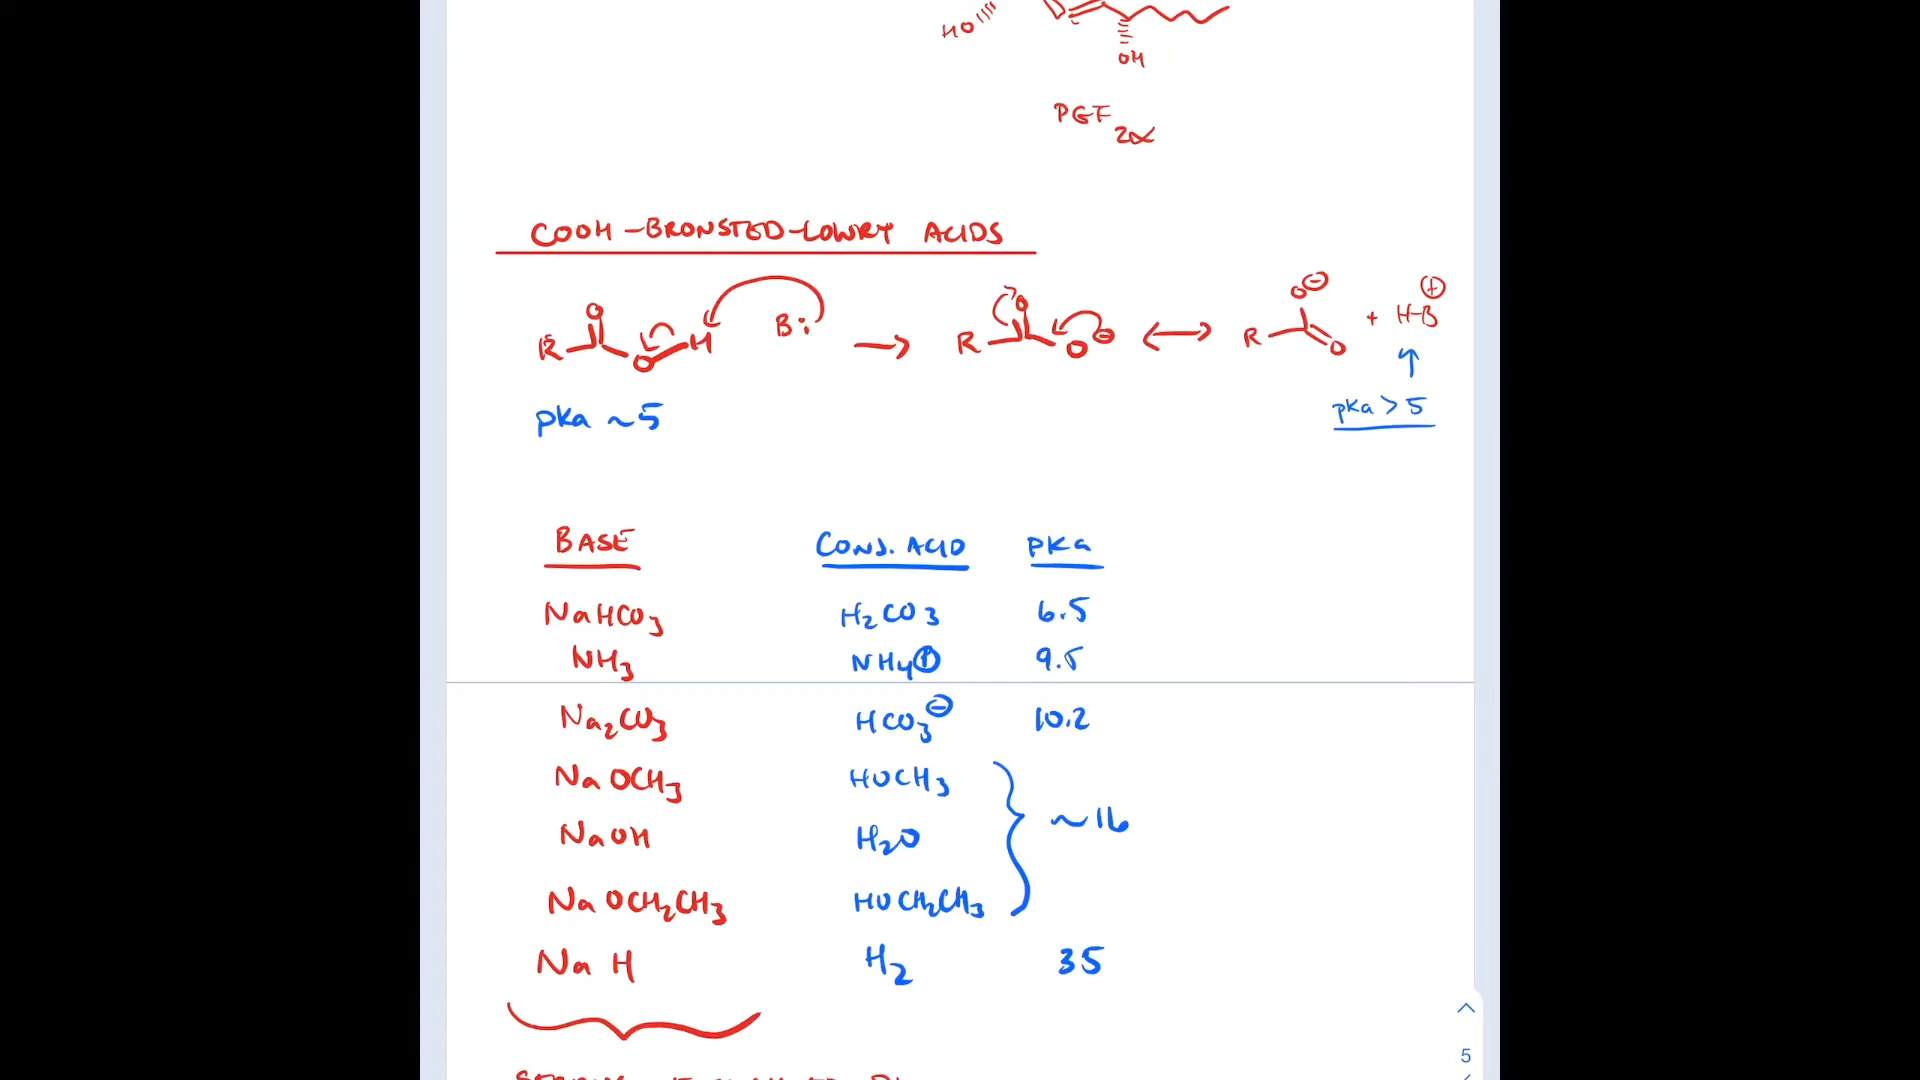 HO
OH
PGF2α
COOH-BRONSTED-LOWRY ACIDS
R O O H B: → R O O ⊖ ↔ R O ⊖ O + H-B ⊕
pka ~5
pka > 5
BASE CONJ. ACID pka
NaHCO3 H2CO3 6.5
NH3 NH4⊕ 9.5
Na2CO3 HCO3⊖ 10.2
NaOCH3 HOCH3
NaOH H2O ~16
NaOCH2CH3 HOCH2CH3
NaH H2 35
5